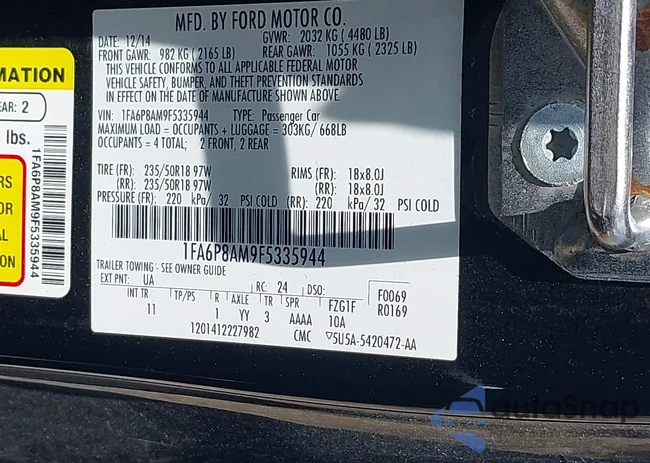 MFD. BY FORD MOTOR CO.
12/14 GVWR: 2032 KG ( 4480 LB)
FRONT GAWR: 982 KG ( 2165 LB) REAR GAWR: 1055 KG ( 2325 LB)
THIS VEHICLE CONFORMS TO ALL APPLICABLE FEDERAL MOTOR
VEHICLE SAFETY, BUMPER, AND THEFT PREVENTION STANDARDS
IN EFFECT ON THE DATE OF MANUFACTURE SHOWN ABOVE.
VIN: 1FA6P8AM9F5335944 TYPE: Passenger Car
MAXIMUM LOAD = OCCUPANTS + LUGGAGE = 303KG/ 668LB
OCCUPANTS = 4 TOTAL; 2 FRONT, 2 REAR
TIRE (FR): 235/50R18 97W RIMS (FR): 18x8.0J
(RR): 235/50R18 97W (RR): 18x8.0J
PRESSURE (FR): 220 kPa/ 32 PSI COLD (RR): 220 kPa/ 32 PSI COLD
1FA6P8AM9F5335944
TRAILER TOWING - SEE OWNER GUIDE
EXT PNT: UA RC: 24 DSO:
INT TR TP/PS R AXLE TR SPR FZG1F F0069
11 1 YY 3 AAAA 10A R0169
1201412227982 CMC 5U5A-5420472-AA
MATION
EAR: 2
lbs.
1FA6P8AM9F5335944
RS
OR
AL
ON
autoSnap